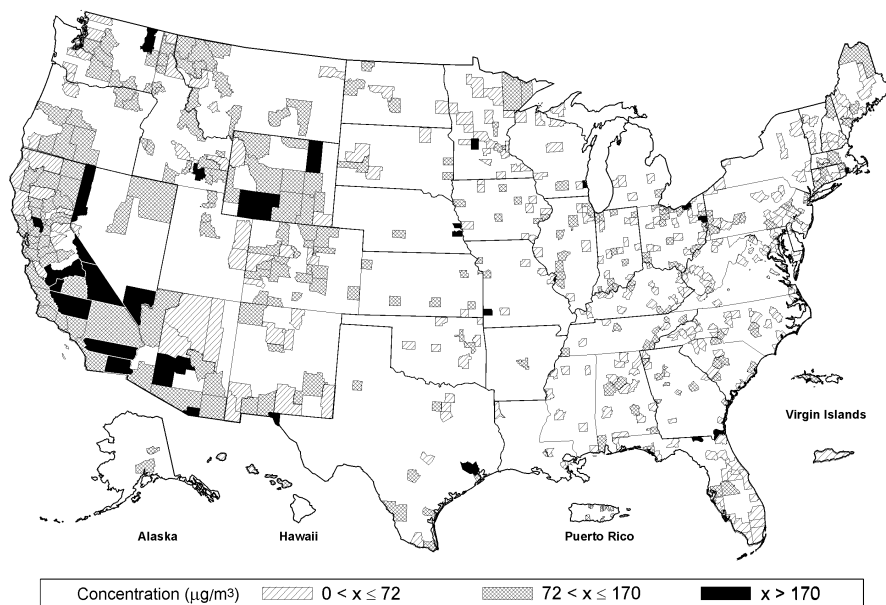 Virgin Islands
Alaska
Hawaii
Puerto Rico
Concentration (μg/m³) 0 < x ≤ 72 72 < x ≤ 170 x > 170